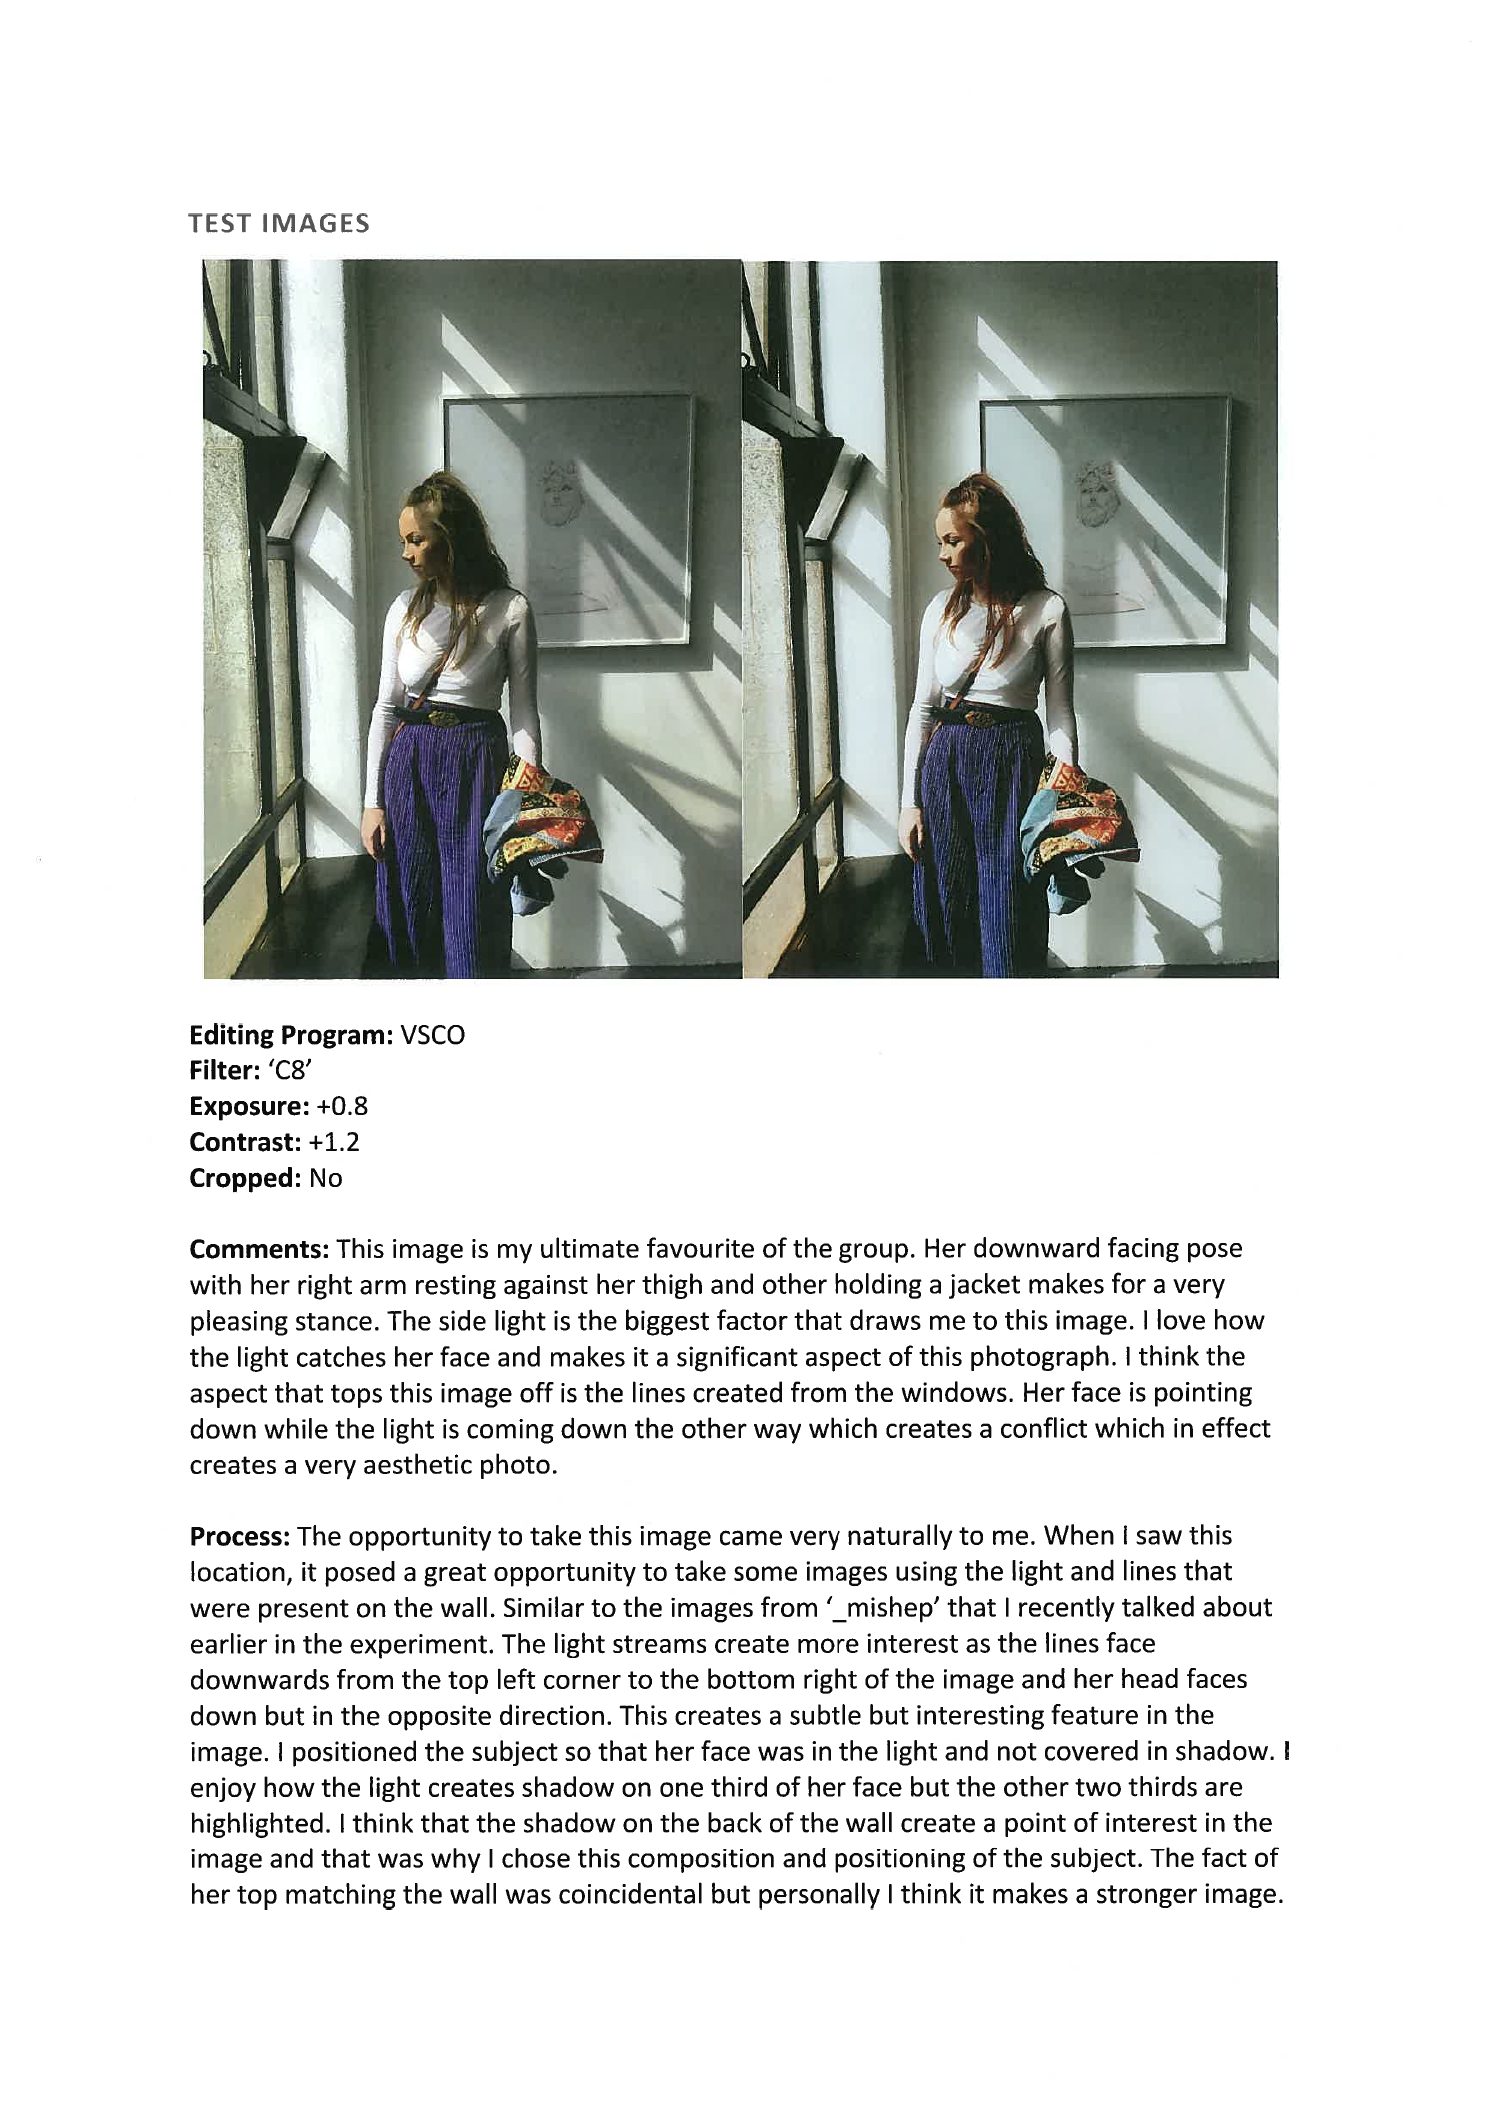 TEST IMAGES
Editing Program: VSCO
Filter: ‘C8’
Exposure: +0.8
Contrast: +1.2
Cropped: No
Comments: This image is my ultimate favourite of the group. Her downward facing pose
with her right arm resting against her thigh and other holding a jacket makes for a very
pleasing stance. The side light is the biggest factor that draws me to this image. I love how
the light catches her face and makes it a significant aspect of this photograph. I think the
aspect that tops this image off is the lines created from the windows. Her face is pointing
down while the light is coming down the other way which creates a conflict which in effect
creates a very aesthetic photo.
Process: The opportunity to take this image came very naturally to me. When I saw this
location, it posed a great opportunity to take some images using the light and lines that
were present on the wall. Similar to the images from ‘_mishep’ that I recently talked about
earlier in the experiment. The light streams create more interest as the lines face
downwards from the top left corner to the bottom right of the image and her head faces
down but in the opposite direction. This creates a subtle but interesting feature in the
image. I positioned the subject so that her face was in the light and not covered in shadow. I
enjoy how the light creates shadow on one third of her face but the other two thirds are
highlighted. I think that the shadow on the back of the wall create a point of interest in the
image and that was why I chose this composition and positioning of the subject. The fact of
her top matching the wall was coincidental but personally I think it makes a stronger image.